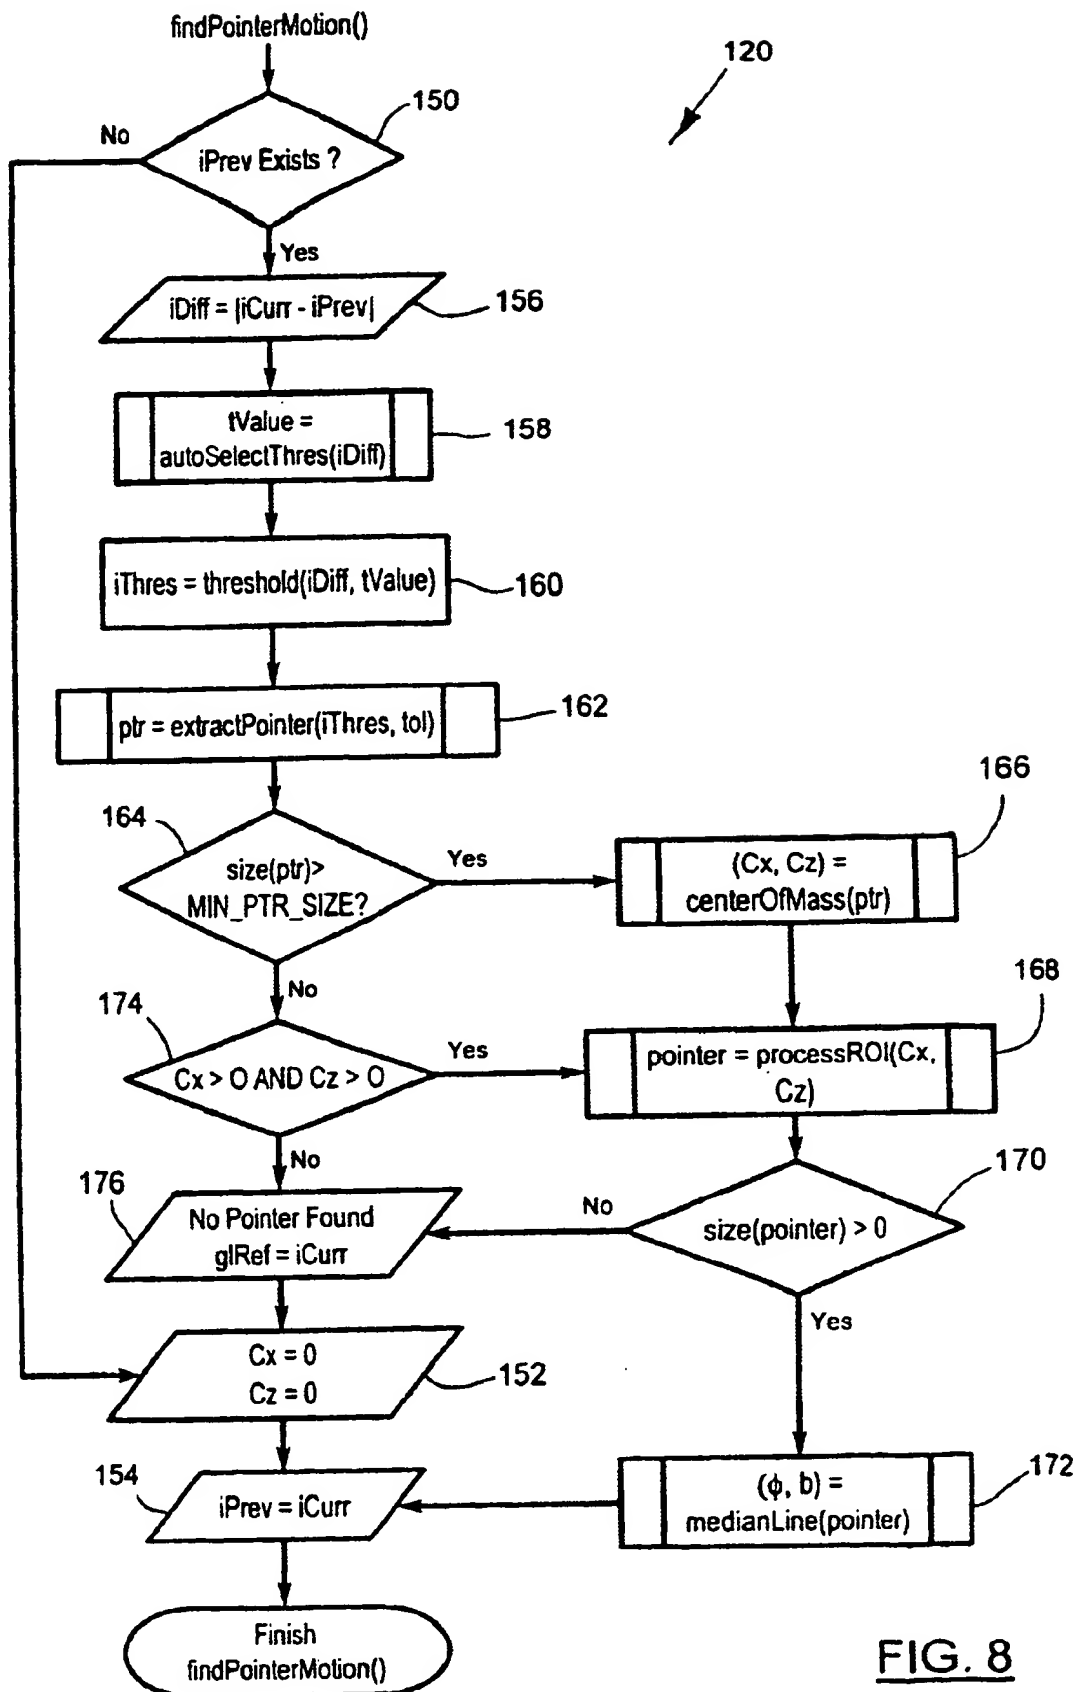 findPointerMotion()
120
150
No
iPrev Exists ?
Yes
iDiff = |iCurr - iPrev|
156
tValue =
autoSelectThres(iDiff)
158
iThres = threshold(iDiff, tValue)
160
ptr = extractPointer(iThres, tol)
162
164
size(ptr)>
MIN_PTR_SIZE?
Yes
166
(Cx, Cz) =
centerOfMass(ptr)
No
174
Cx > O AND Cz > O
Yes
168
pointer = processROI(Cx,
Cz)
No
176
No Pointer Found
glRef = iCurr
No
170
size(pointer) > 0
Yes
Cx = 0
Cz = 0
152
154
iPrev = iCurr
(ϕ, b) =
medianLine(pointer)
172
Finish
findPointerMotion()
FIG. 8